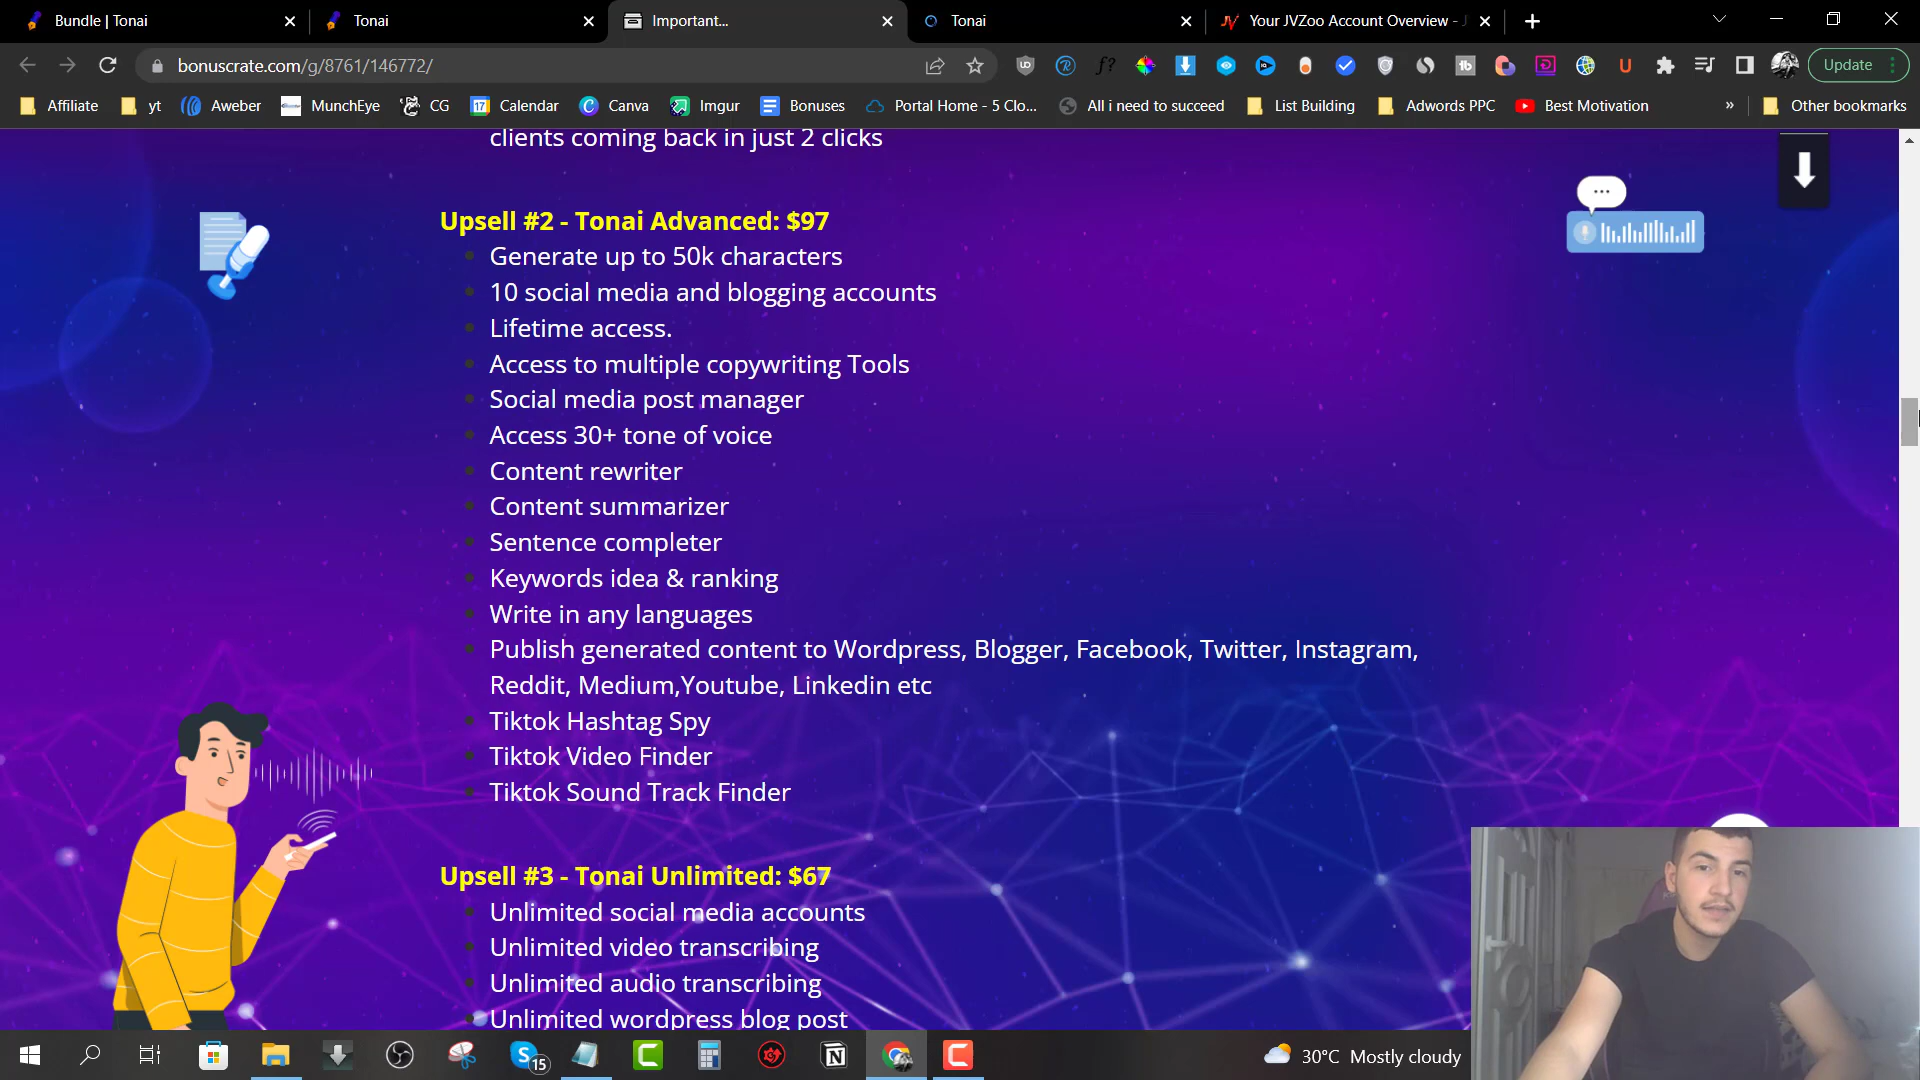 Bundle | Tonai
Tonai
Important...
Tonai
Your JVZoo Account Overview - J
bonuscrate.com/g/8761/146772/
Update
Affiliate
yt
Aweber
MunchEye
CG
Calendar
Canva
Imgur
Bonuses
Portal Home - 5 Clo...
All i need to succeed
List Building
Adwords PPC
Best Motivation
»
Other bookmarks
clients coming back in just 2 clicks
Upsell #2 - Tonai Advanced: $97
Generate up to 50k characters
10 social media and blogging accounts
Lifetime access.
Access to multiple copywriting Tools
Social media post manager
Access 30+ tone of voice
Content rewriter
Content summarizer
Sentence completer
Keywords idea & ranking
Write in any languages
Publish generated content to Wordpress, Blogger, Facebook, Twitter, Instagram,
Reddit, Medium,Youtube, Linkedin etc
Tiktok Hashtag Spy
Tiktok Video Finder
Tiktok Sound Track Finder
Upsell #3 - Tonai Unlimited: $67
Unlimited social media accounts
Unlimited video transcribing
Unlimited audio transcribing
Unlimited wordpress blog post
15
30°C Mostly cloudy